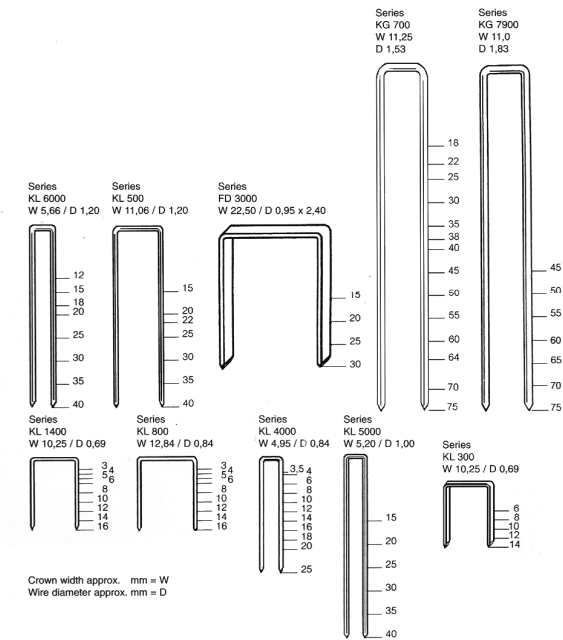 Series
KG 700
W 11,25
D 1,53
Series
KG 7900
W 11,0
D 1,83
18
22
25
30
35
38
40
45
50
55
60
64
70
75
45
50
55
60
65
70
75
Series
KL 6000
W 5,66 / D 1,20
12
15
18
20
25
30
35
40
Series
KL 500
W 11,06 / D 1,20
15
20
22
25
30
35
40
Series
FD 3000
W 22,50 / D 0,95 x 2,40
15
20
25
30
Series
KL 1400
W 10,25 / D 0,69
3 4
5 6
8
10
12
14
16
Series
KL 800
W 12,84 / D 0,84
3 4
5 6
8
10
12
14
16
Series
KL 4000
W 4,95 / D 0,84
3,5 4
6
8
10
12
14
16
18
20
25
Series
KL 5000
W 5,20 / D 1,00
15
20
25
30
35
40
Series
KL 300
W 10,25 / D 0,69
6
8
10
12
14
Crown width approx. mm = W
Wire diameter approx. mm = D